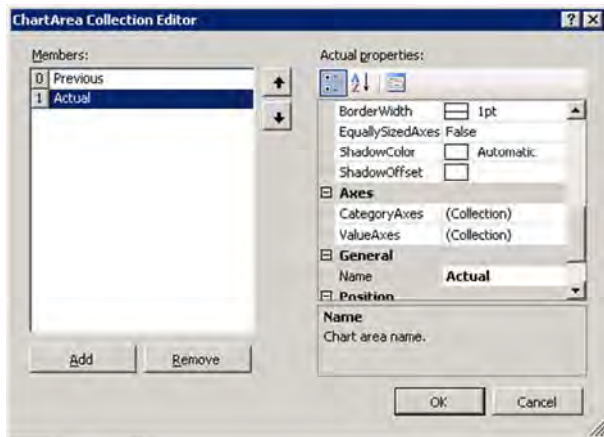 ChartArea Collection Editor
Members:
0 Previous
1 Actual
Add
Remove
Actual properties:
BorderWidth 1pt
EquallySizedAxes False
ShadowColor Automatic
ShadowOffset
Axes
CategoryAxes (Collection)
ValueAxes (Collection)
General
Name Actual
Position
Name
Chart area name.
OK
Cancel